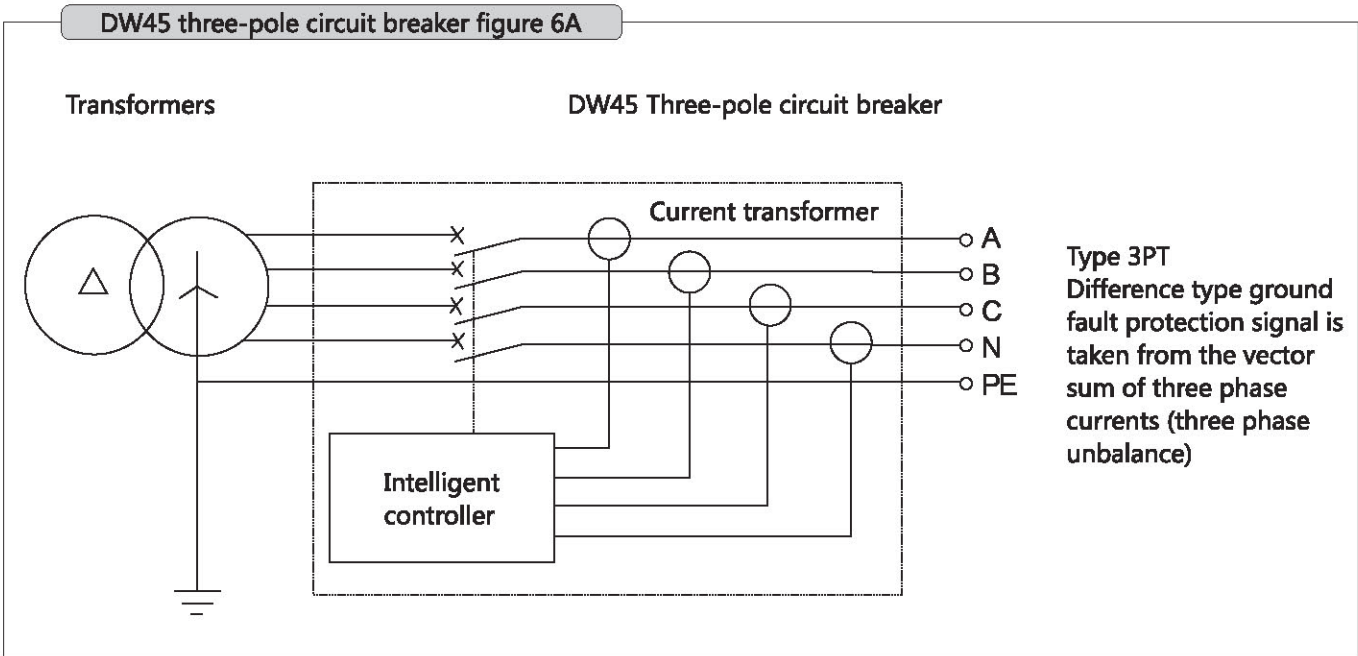 DW45 three-pole circuit breaker figure 6A
Transformers
DW45 Three-pole circuit breaker
Current transformer
A
B
C
N
PE
Type 3PT
Difference type ground
fault protection signal is
taken from the vector
sum of three phase
currents (three phase
unbalance)
Intelligent
controller